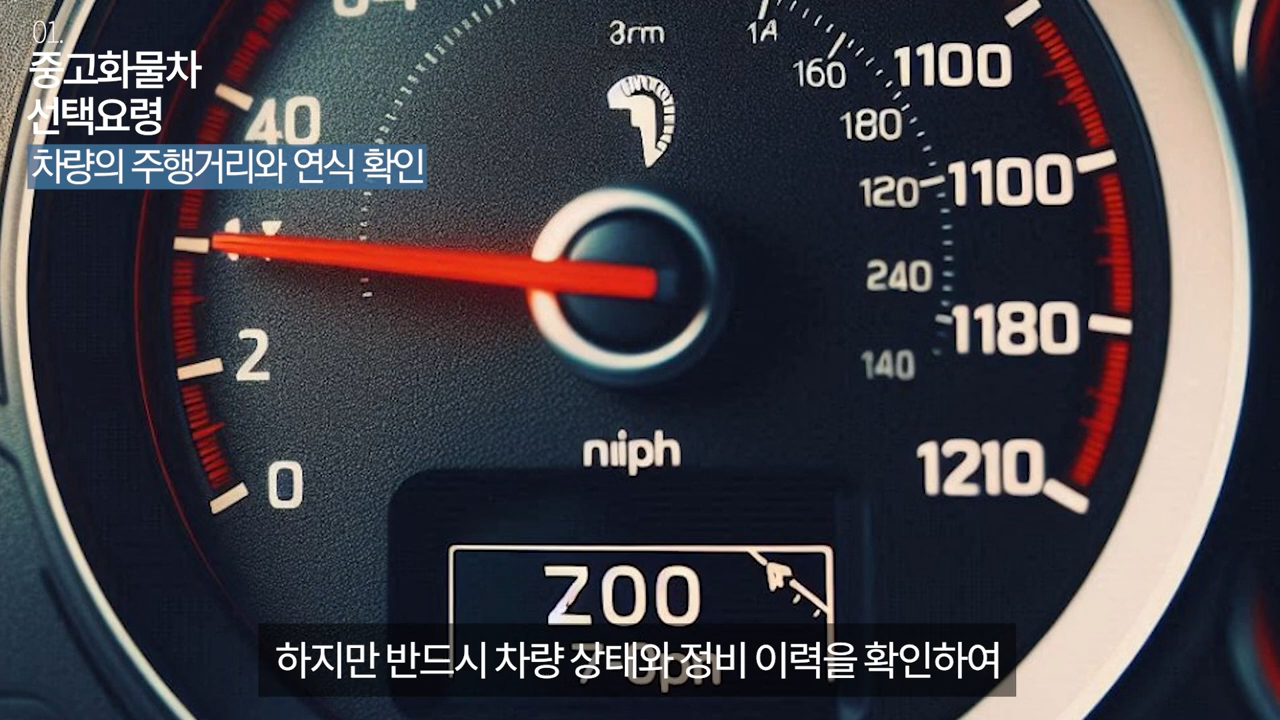 01.
중고화물차
선택요령
차량의 주행거리와 연식 확인
3rm
1A
160
1100
40
180
120
1100
240
1180
2
140
niiph
0
1210
ZOO
하지만 반드시 차량 상태와 정비 이력을 확인하여